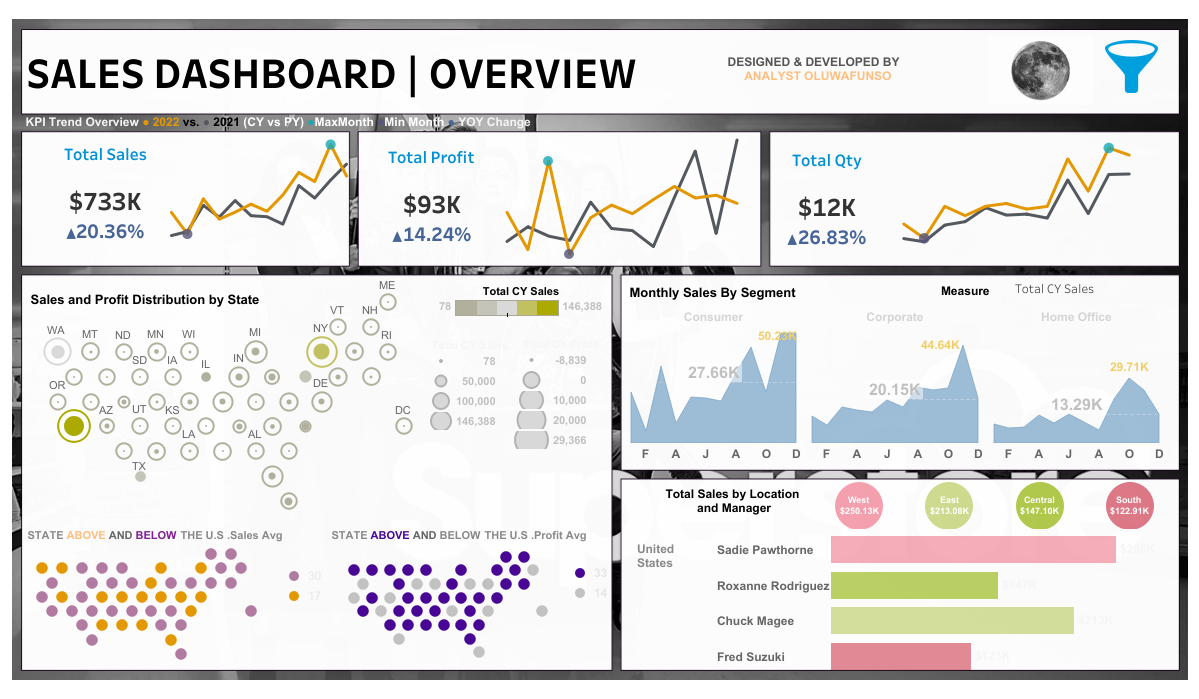 SALES DASHBOARD | OVERVIEW
DESIGNED & DEVELOPED BY
ANALYST OLUWAFUNSO
KPI Trend Overview ● 2022 vs. ● 2021 (CY vs PY) ●MaxMonth ● Min Month ● YOY Change
Total Sales
$733K
▲20.36%
Total Profit
$93K
▲14.24%
Total Qty
$12K
▲26.83%
Sales and Profit Distribution by State
Total CY Sales
78
146,388
ME
VT
NH
WA
MT
ND
MN
WI
MI
NY
RI
SD
IA
IL
IN
OR
DE
AZ
UT
KS
DC
LA
AL
TX
Total CY Sales
78
50,000
100,000
146,388
-8,839
0
10,000
20,000
29,366
STATE ABOVE AND BELOW THE U.S .Sales Avg
30
17
STATE ABOVE AND BELOW THE U.S .Profit Avg
33
14
Monthly Sales By Segment
Measure
Total CY Sales
Consumer
Corporate
Home Office
50.23K
27.66K
44.64K
20.15K
29.71K
13.29K
F A J A O D
F A J A O D
F A J A O D
Total Sales by Location
and Manager
West
$250.13K
East
$213.08K
Central
$147.10K
South
$122.91K
United
States
Sadie Pawthorne
Roxanne Rodriguez
$147K
Chuck Magee
$213K
Fred Suzuki
$123K